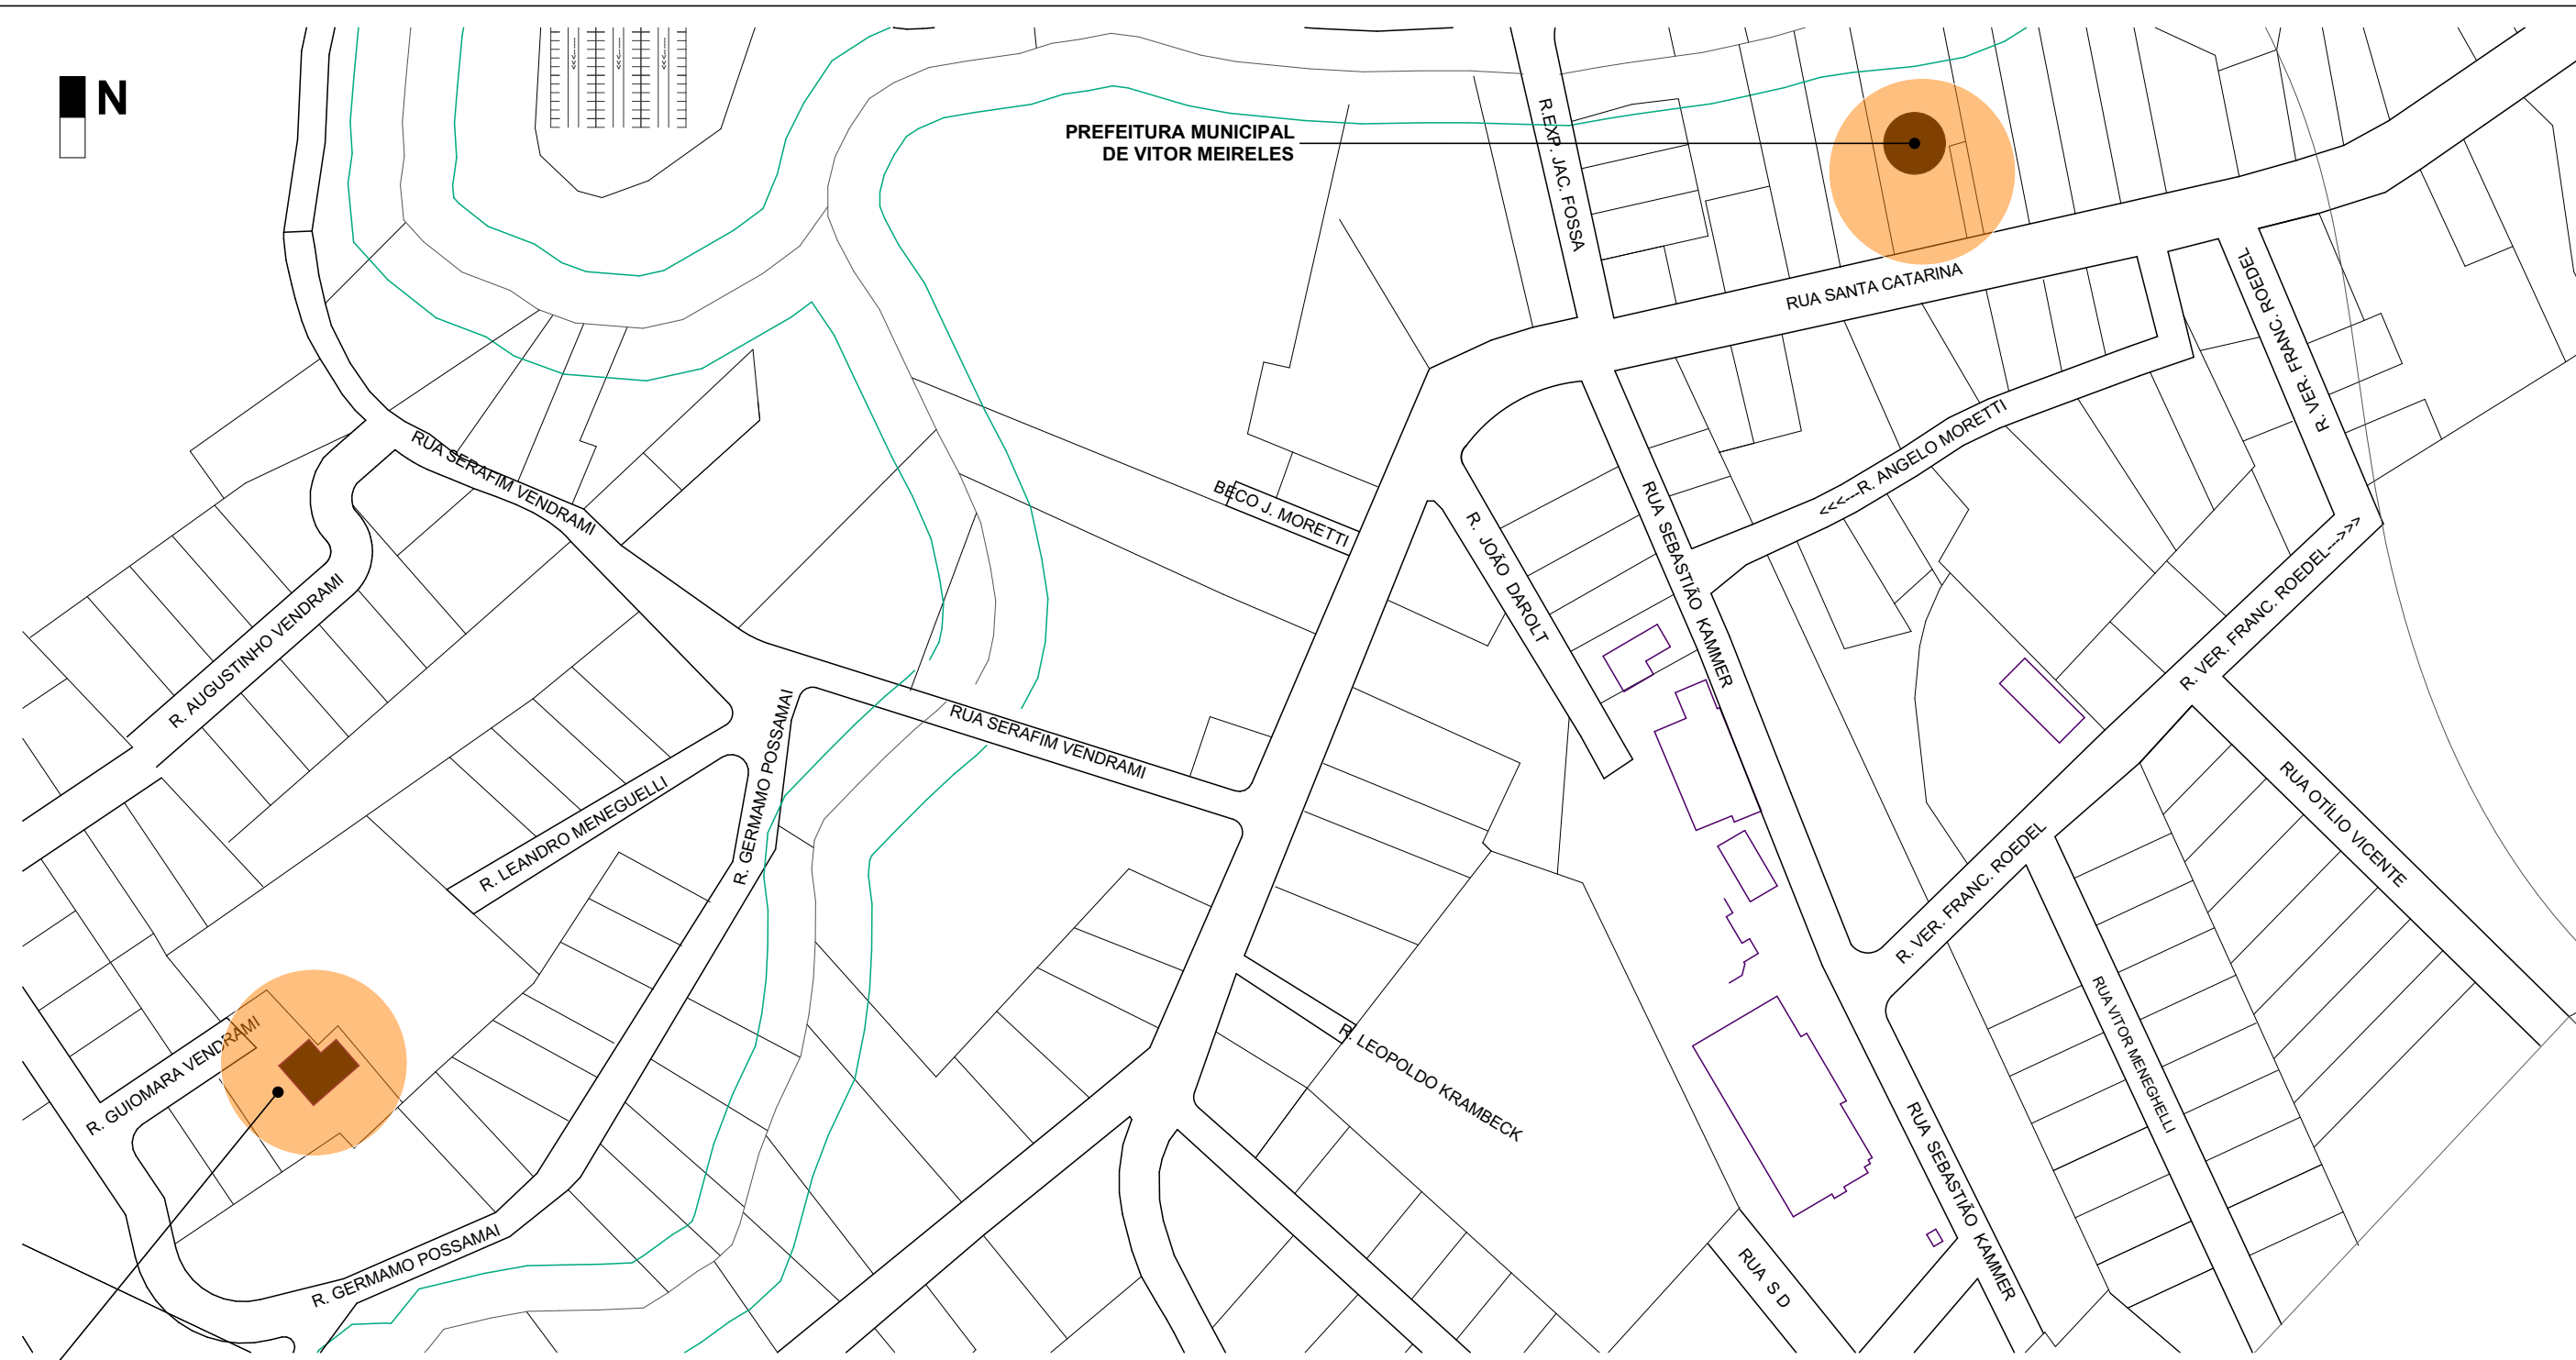 N
PREFEITURA MUNICIPAL
DE VITOR MEIRELES
R.EXP. JAC. FOSSA
RUA SANTA CATARINA
R. VER. FRANC. ROEDEL
<<<---R. ANGELO MORETTI
RUA SERAFIM VENDRAMI
BECO J. MORETTI
R. JOÃO DAROLT
RUA SEBASTIÃO KAMMER
R. VER. FRANC. ROEDEL--->>
R. AUGUSTINHO VENDRAMI
R. GERMAMO POSSAMAI
RUA SERAFIM VENDRAMI
R. LEANDRO MENEGUELLI
RUA OTÍLIO VICENTE
R. VER. FRANC. ROEDEL
R. GUIOMARA VENDRAMI
R. LEOPOLDO KRAMBECK
RUA VITOR MENEGHELLI
RUA SEBASTIÃO KAMMER
R. GERMAMO POSSAMAI
RUA S D